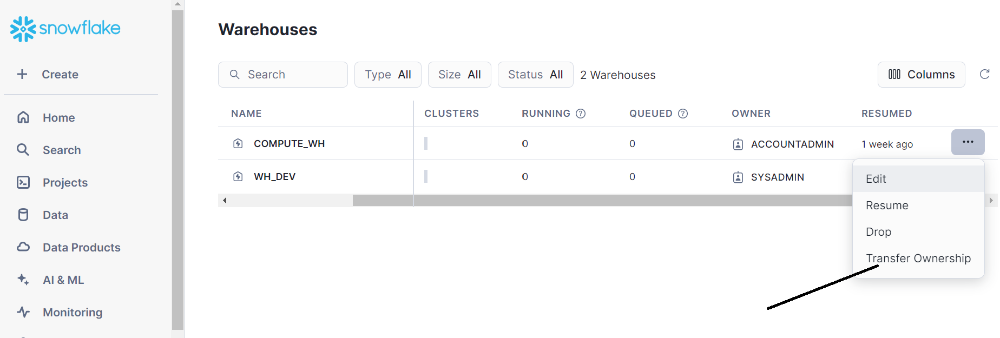 snowflake
Create
Home
Search
Projects
Data
Data Products
AI & ML
Monitoring
Warehouses
Search
Type All
Size All
Status All
2 Warehouses
Columns
NAME CLUSTERS RUNNING ? QUEUED ? OWNER RESUMED
COMPUTE_WH 0 0 ACCOUNTADMIN 1 week ago ...
WH_DEV 0 0 SYSADMIN
Edit
Resume
Drop
Transfer Ownership